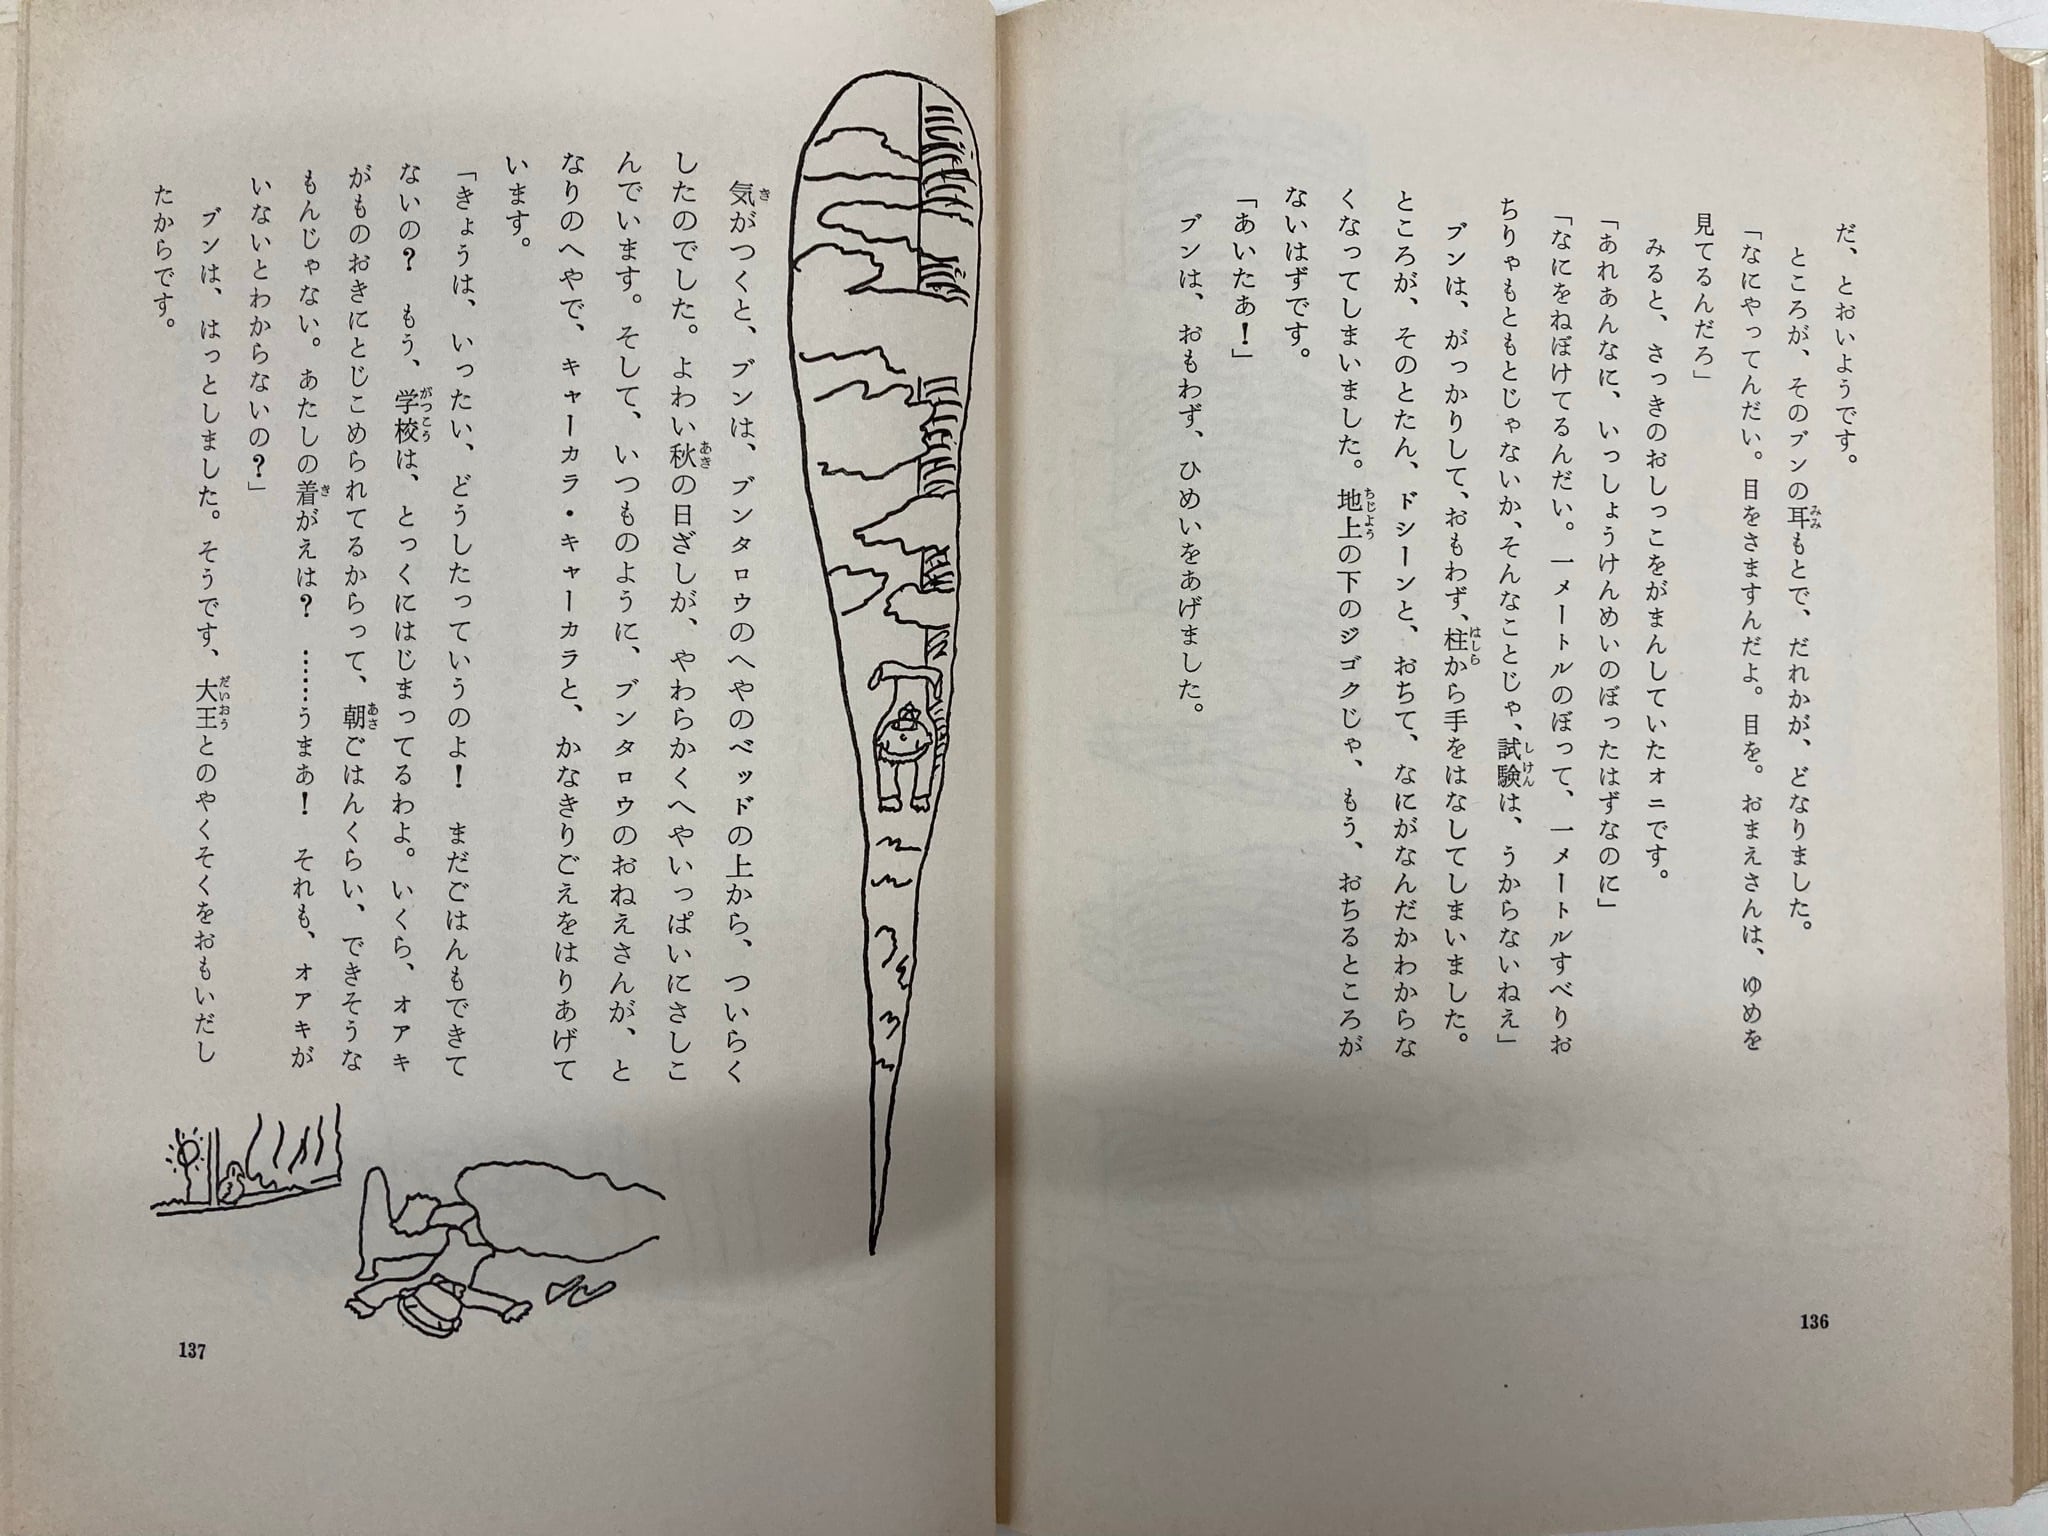 だ、とおいようです。
ところが、そのブンの耳もとで、だれかが、どなりました。
「なにやってんだい。目をさますんだよ。目を。おまえさんは、ゆめを
見てるんだろ」
みると、さっきのおしっこをがまんしていたオニです。
「あれあんなに、いっしょうけんめいのぼったはずなのに」
「なにをねぼけてるんだい。一メートルのぼって、一メートルすべりお
ちりゃもともとじゃないか、そんなことじゃ、試験は、うからないねえ」
ブンは、がっかりして、おもわず、柱から手をはなしてしまいました。
ところが、そのとたん、ドシーンと、おちて、なにがなんだかわからな
くなってしまいました。地上の下のジゴクじゃ、もう、おちるところが
ないはずです。
「あいたあ!」
ブンは、おもわず、ひめいをあげました。
136
気がつくと、ブンは、ブンタロウのへやのベッドの上から、ついらく
したのでした。よわい秋の日ざしが、やわらかくへやいっぱいにさしこ
んでいます。そして、いつものように、ブンタロウのおねえさんが、と
なりのへやで、キャーカラ・キャーカラと、かなきりごえをはりあげて
います。
「きょうは、いったい、どうしたっていうのよ! まだごはんもできて
ないの? もう、学校は、とっくにはじまってるわよ。いくら、オアキ
がものおきにとじこめられてるからって、朝ごはんくらい、できそうな
もんじゃない。あたしの着がえは? ……うまあ! それも、オアキが
いないとわからないの?」
ブンは、はっとしました。そうです、大王とのやくそくをおもいだし
たからです。
137